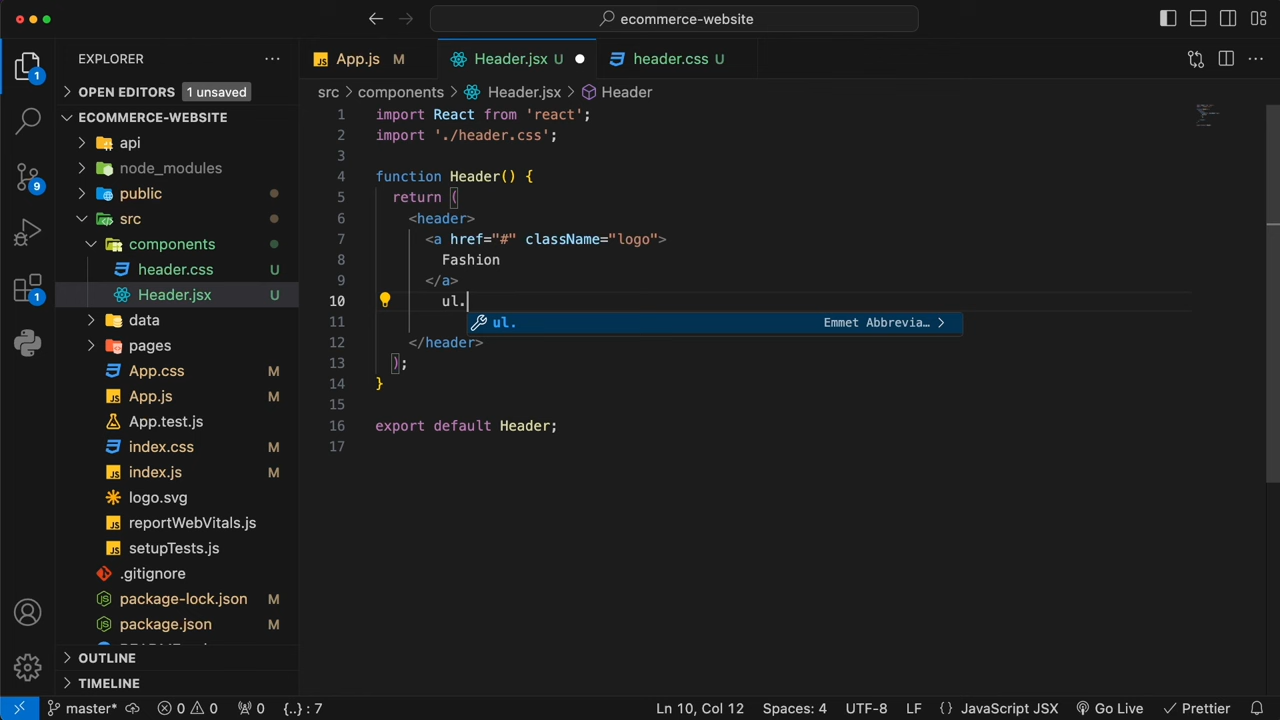 ecommerce-website
EXPLORER
App.js M
Header.jsx U
header.css U
OPEN EDITORS 1 unsaved
src > components > Header.jsx > Header
ECOMMERCE-WEBSITE
api
node_modules
public
src
components
header.css U
Header.jsx U
data
pages
App.css M
App.js M
App.test.js
index.css M
index.js M
logo.svg
reportWebVitals.js
setupTests.js
.gitignore
package-lock.json M
package.json M
OUTLINE
TIMELINE
1
9
1
1 import React from 'react';
2 import './header.css';
3
4 function Header() {
5 return (
6 <header>
7 <a href="#" className="logo">
8 Fashion
9 </a>
10 ul.
ul. Emmet Abbrevia… >
11
12 </header>
13 );
14 }
15
16 export default Header;
17
master* 0 0 0 {..} : 7 Ln 10, Col 12 Spaces: 4 UTF-8 LF {} JavaScript JSX Go Live Prettier